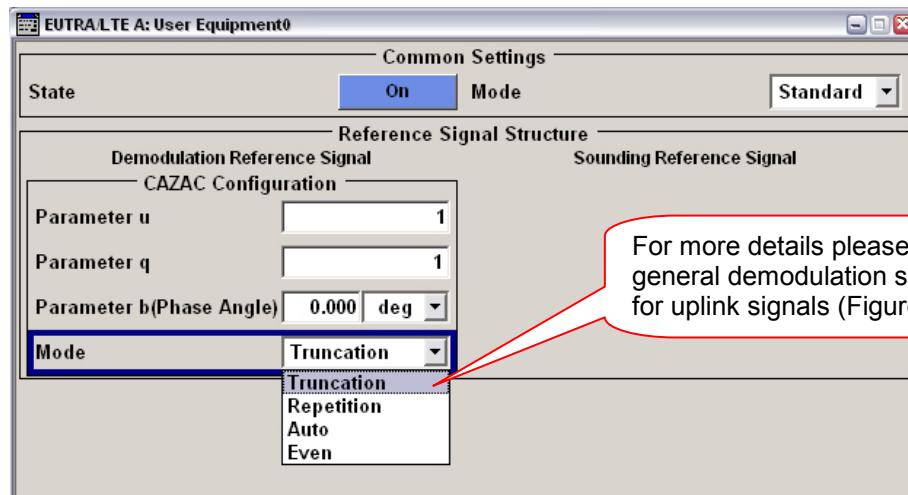 EUTRA/LTE A: User Equipment0
Common Settings
State On Mode Standard
Reference Signal Structure
Demodulation Reference Signal Sounding Reference Signal
CAZAC Configuration
Parameter u 1
Parameter q 1
Parameter b(Phase Angle) 0.000 deg
Mode Truncation
Truncation
Repetition
Auto
Even
For more details please
general demodulation s
for uplink signals (Figur